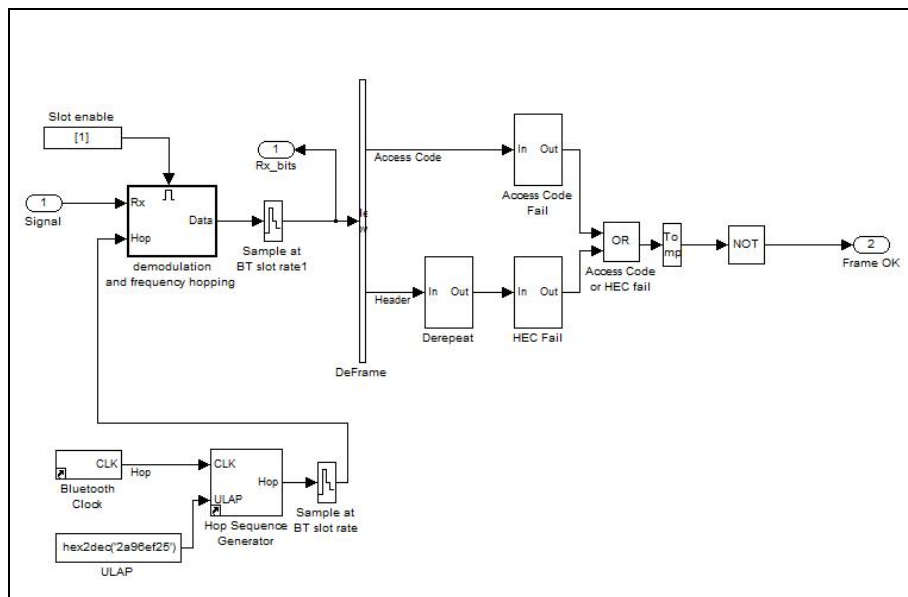 Slot enable
[1]
1
Signal
Rx
Hop
Data
demodulation
and frequency hopping
1
Rx_bits
Sample at
BT slot rate1
Access Code
Header
DeFrame
In
Out
Access Code
Fail
In
Out
Derepeat
In
Out
HEC Fail
OR
Access Code
or HEC fail
To
mp
NOT
2
Frame OK
CLK
Bluetooth
Clock
Hop
CLK
ULAP
Hop
Hop Sequence
Generator
Sample at
BT slot rate
hex2dec('2a96ef25')
ULAP